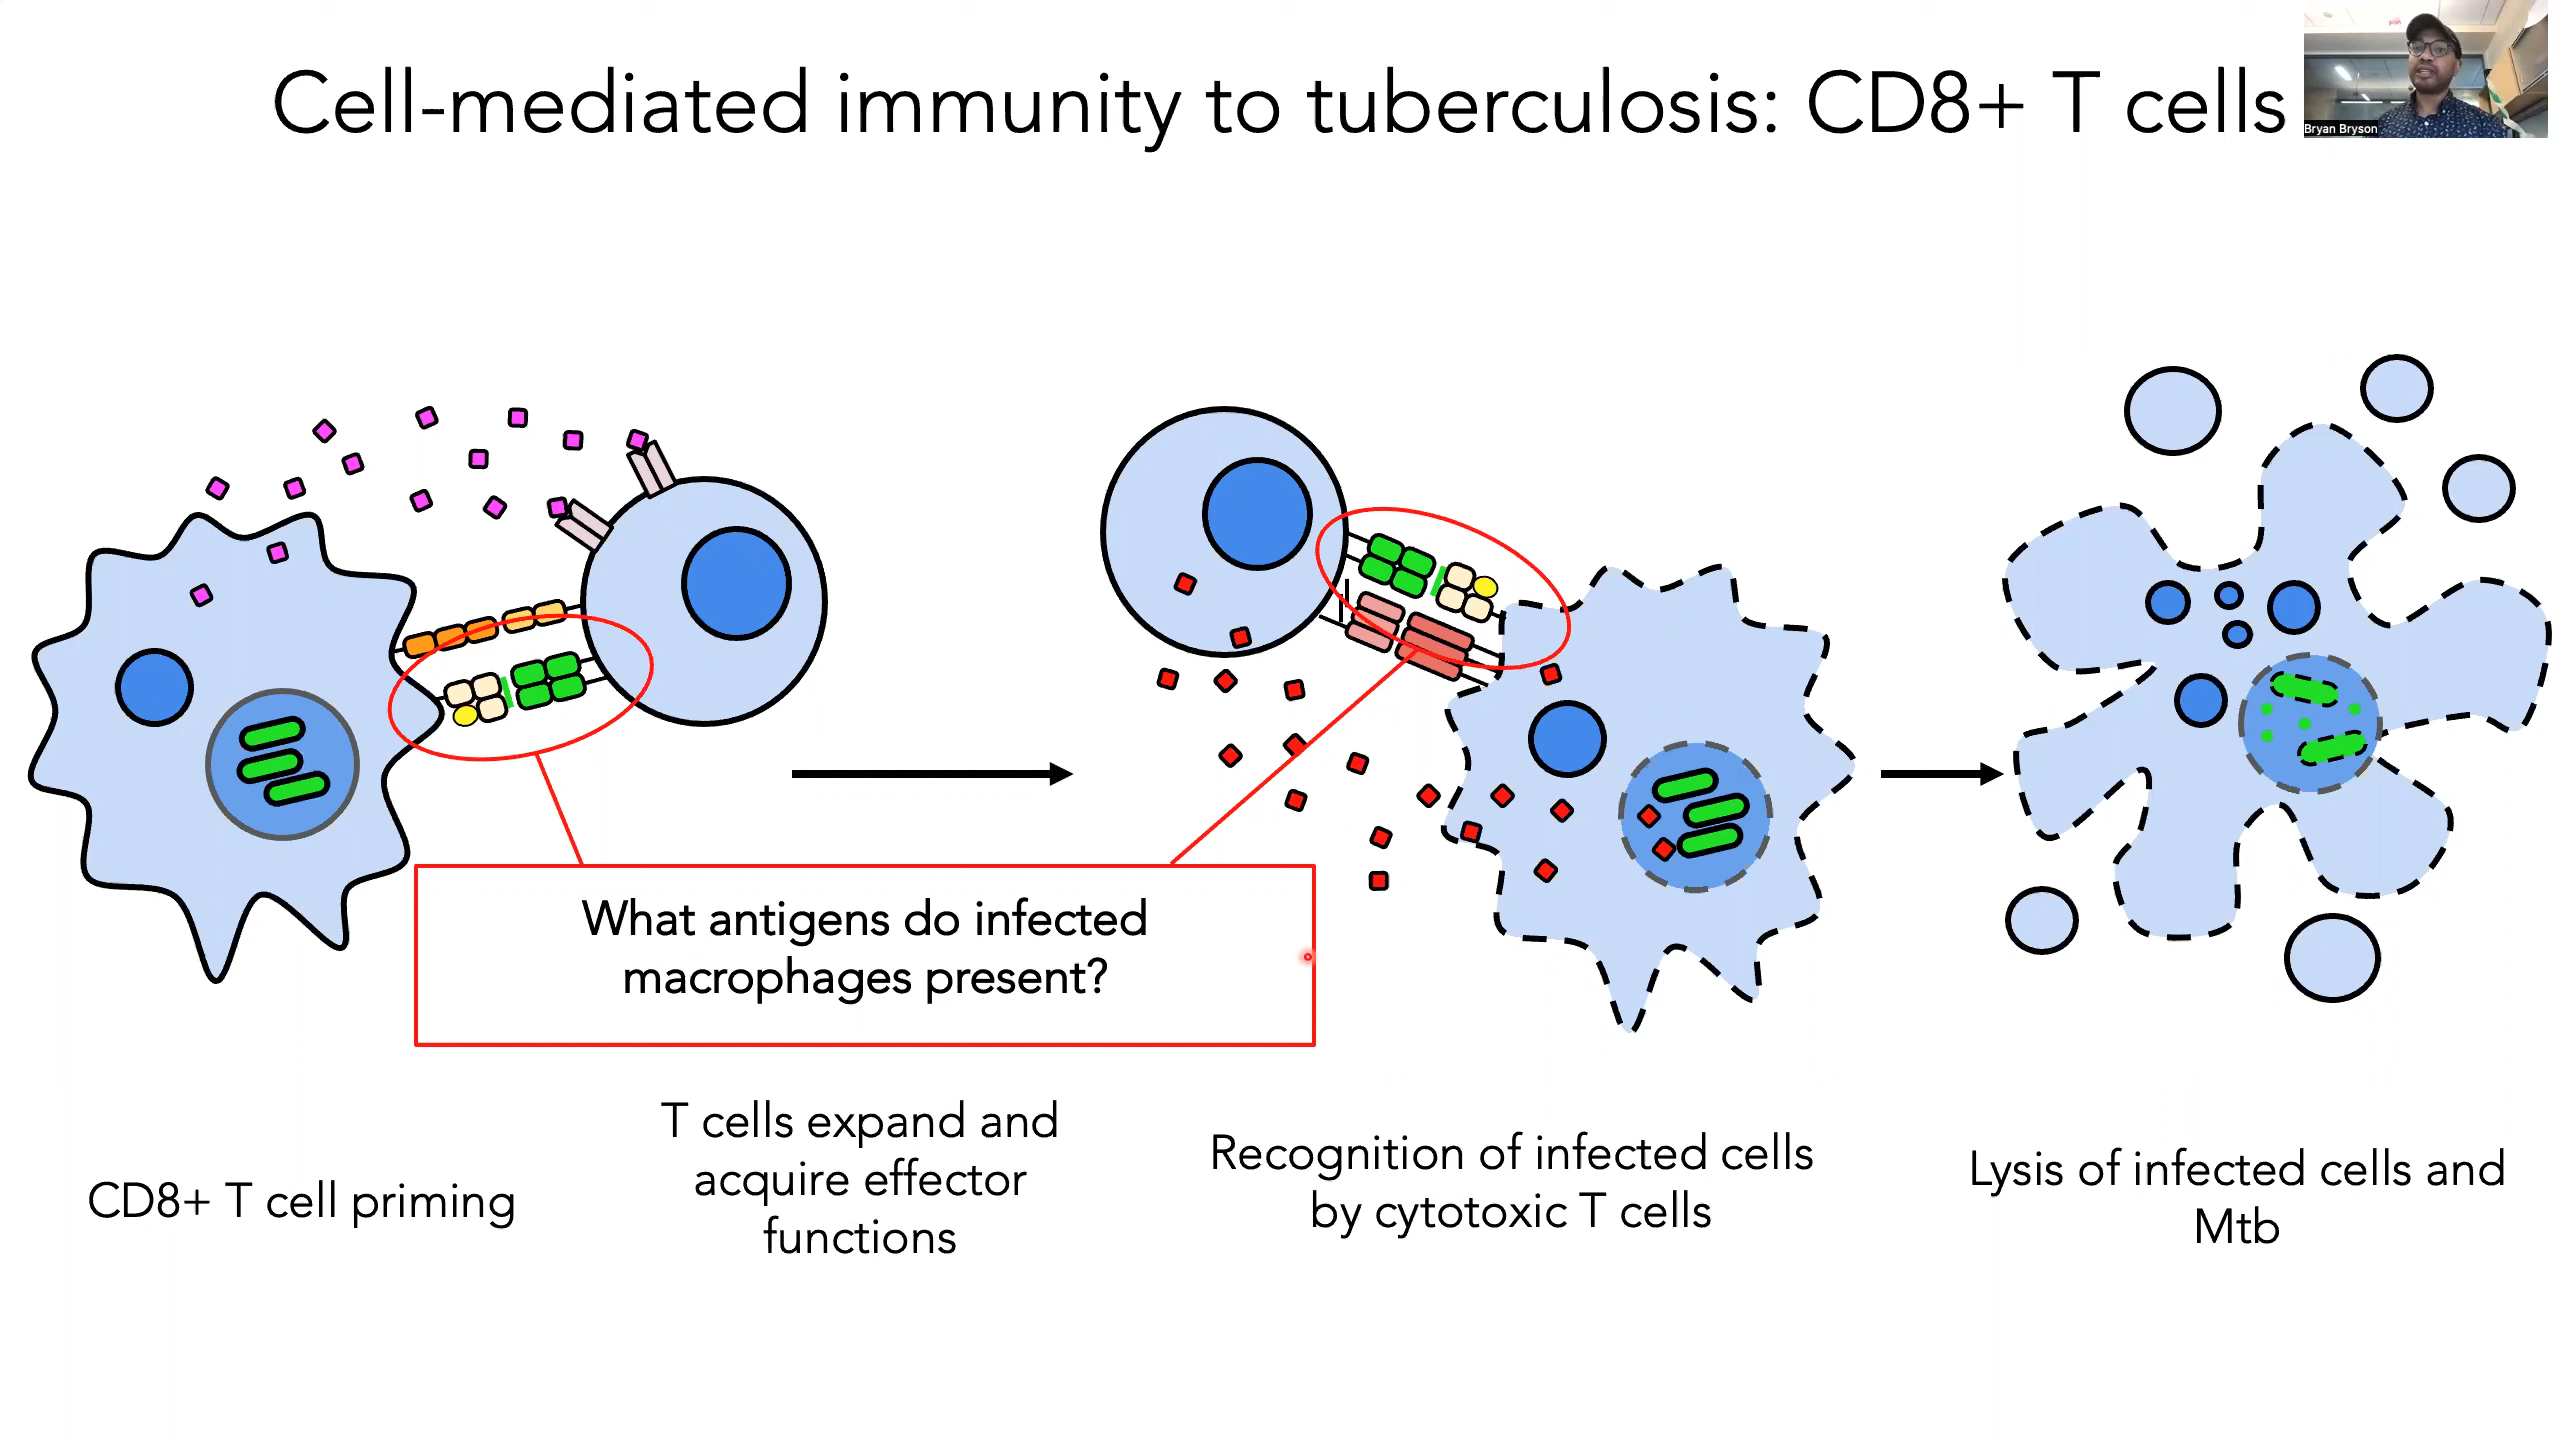 Cell-mediated immunity to tuberculosis: CD8+ T cells
Bryan Bryson
What antigens do infected
macrophages present?
CD8+ T cell priming
T cells expand and
acquire effector
functions
Recognition of infected cells
by cytotoxic T cells
Lysis of infected cells and
Mtb